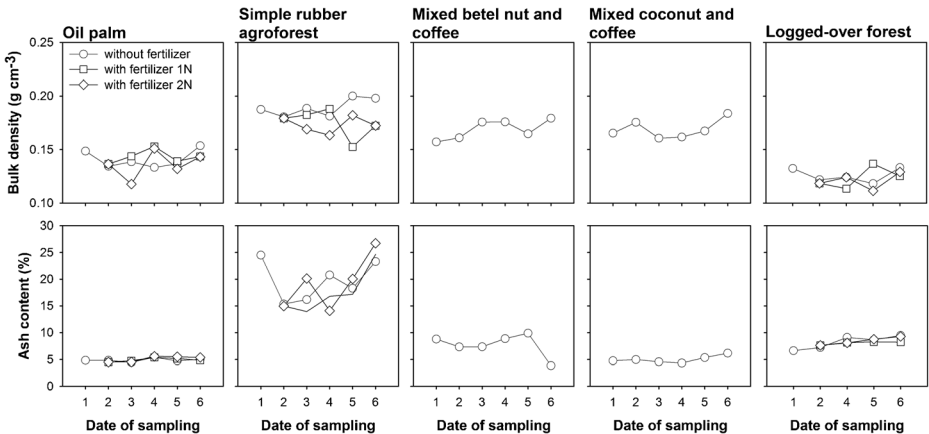 Oil palm
Simple rubber
agroforest
Mixed betel nut and
coffee
Mixed coconut and
coffee
Logged-over forest
Bulk density (g cm-3)
0.25
0.20
0.15
0.10
without fertilizer
with fertilizer 1N
with fertilizer 2N
Ash content (%)
30
25
20
15
10
5
0
1 2 3 4 5 6
1 2 3 4 5 6
1 2 3 4 5 6
1 2 3 4 5 6
1 2 3 4 5 6
Date of sampling
Date of sampling
Date of sampling
Date of sampling
Date of sampling